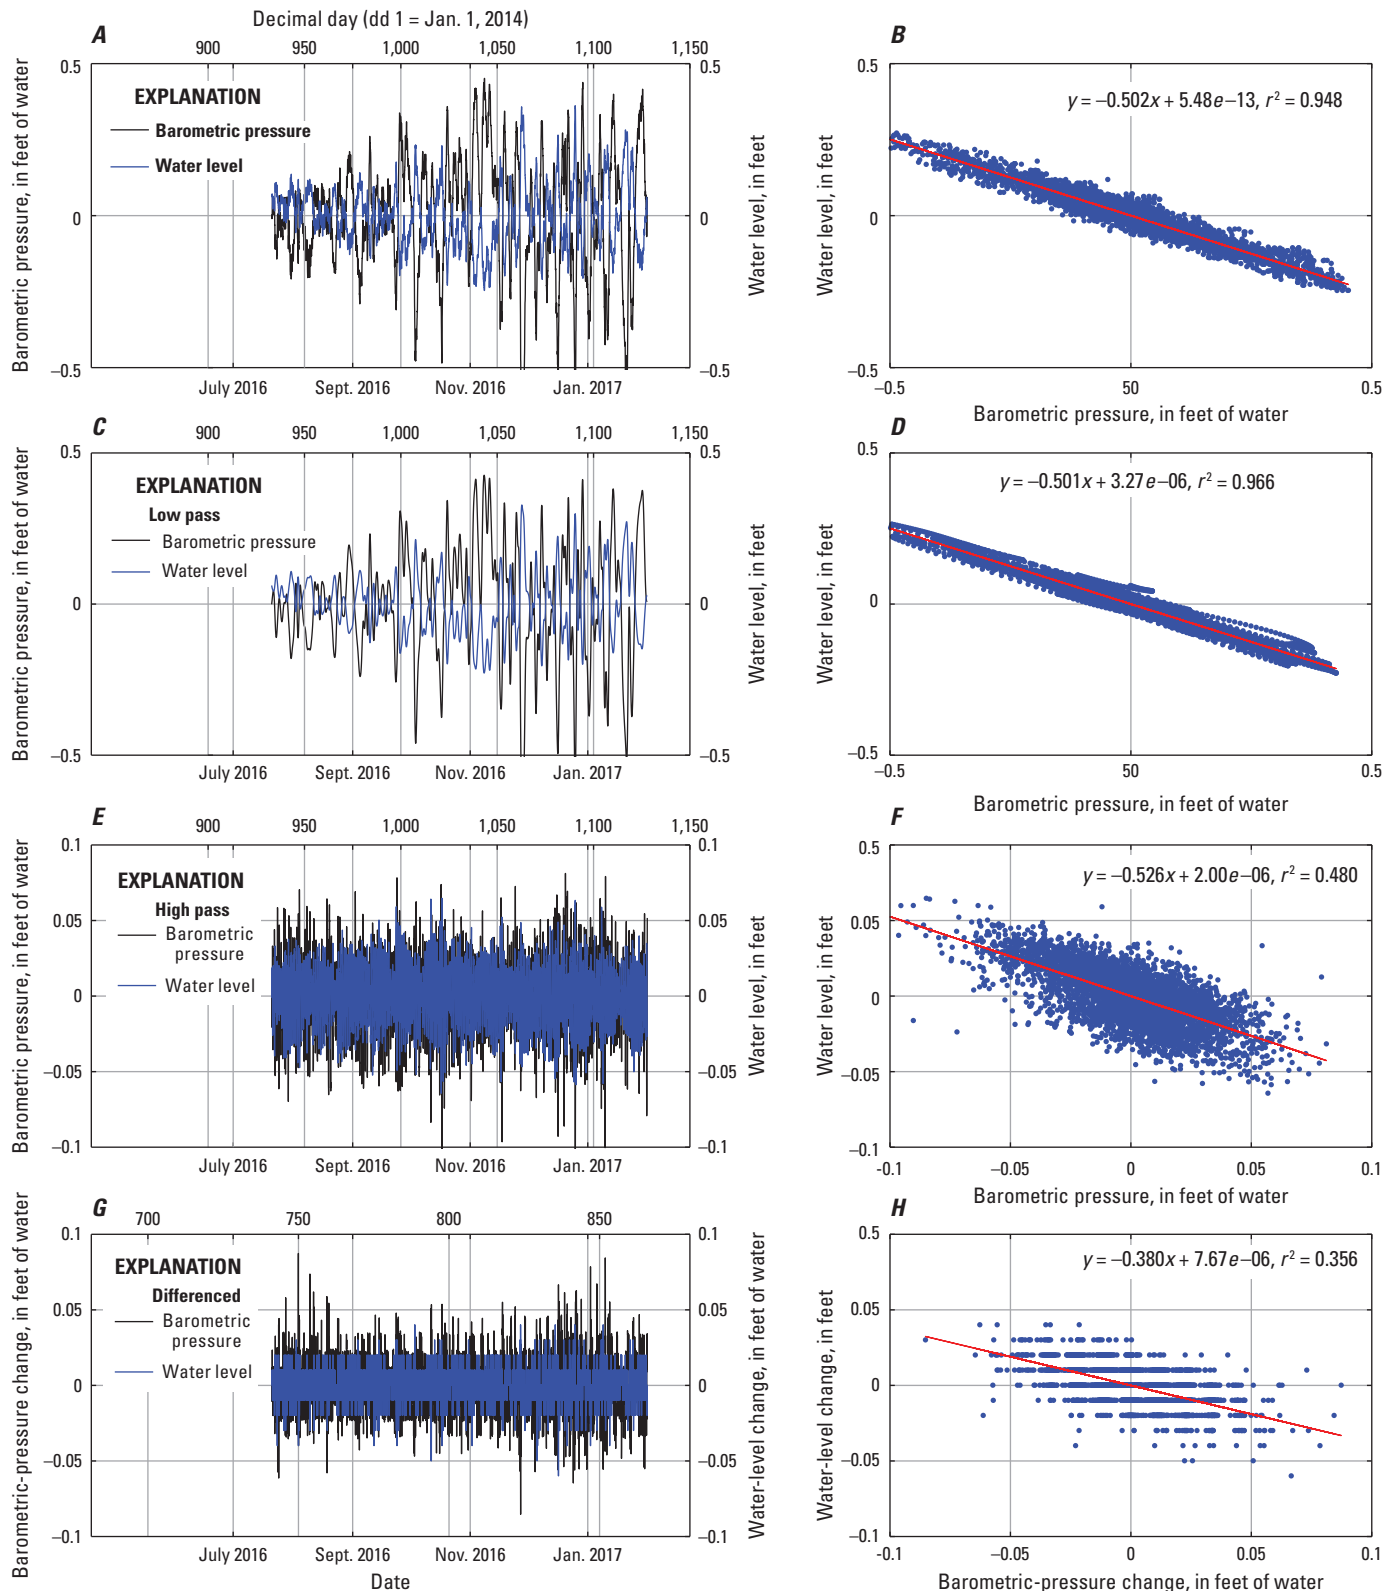 Decimal day (dd 1 = Jan. 1, 2014)
A
900 950 1,000 1,050 1,100 1,150
0.5 0.5
EXPLANATION
Barometric pressure
Water level
0 0
–0.5 –0.5
July 2016 Sept. 2016 Nov. 2016 Jan. 2017
Barometric pressure, in feet of water
Water level, in feet
B
0.5
y = –0.502x + 5.48e–13, r² = 0.948
0
–0.5
–0.5 50 0.5
Water level, in feet
Barometric pressure, in feet of water
C
900 950 1,000 1,050 1,100 1,150
0.5 0.5
EXPLANATION
Low pass
Barometric pressure
Water level
0 0
–0.5 –0.5
July 2016 Sept. 2016 Nov. 2016 Jan. 2017
Barometric pressure, in feet of water
Water level, in feet
D
0.5
y = –0.501x + 3.27e–06, r² = 0.966
0
–0.5
–0.5 50 0.5
Water level, in feet
Barometric pressure, in feet of water
E
900 950 1,000 1,050 1,100 1,150
0.1 0.1
EXPLANATION
High pass
Barometric
pressure
Water level
0.05 0.05
0 0
–0.05 –0.05
–0.1 –0.1
July 2016 Sept. 2016 Nov. 2016 Jan. 2017
Barometric pressure, in feet of water
Water level, in feet
F
0.5
y = –0.526x + 2.00e–06, r² = 0.480
0.05
0
–0.05
–0.1
-0.1 –0.05 0 0.05 0.1
Water level, in feet
Barometric pressure, in feet of water
G
700 750 800 850
0.1 0.1
EXPLANATION
Differenced
Barometric
pressure
Water level
0.05 0.05
0 0
–0.05 –0.05
–0.1 –0.1
July 2016 Sept. 2016 Nov. 2016 Jan. 2017
Date
Barometric-pressure change, in feet of water
Water-level change, in feet of water
H
0.5
y = –0.380x + 7.67e–06, r² = 0.356
0.05
0
–0.05
–0.1
-0.1 –0.05 0 0.05 0.1
Water-level change, in feet
Barometric-pressure change, in feet of water